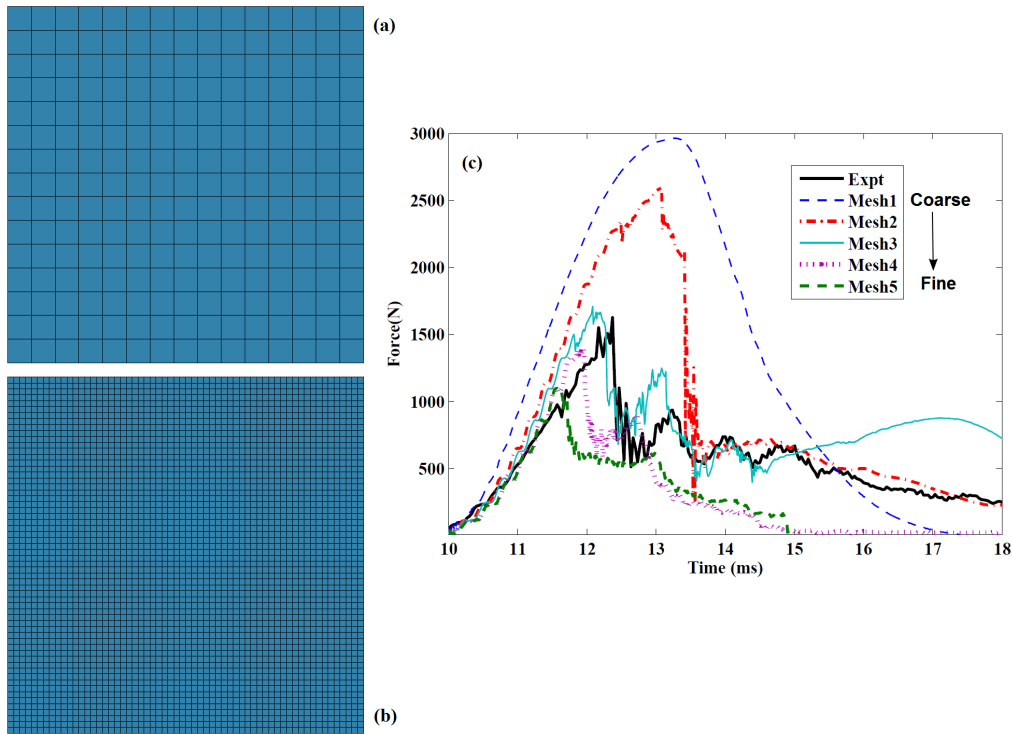 (a)
(b)
(c)
3000
2500
2000
1500
1000
500
Force(N)
10
11
12
13
14
15
16
17
18
Time (ms)
Expt
Mesh1
Mesh2
Mesh3
Mesh4
Mesh5
Coarse
Fine